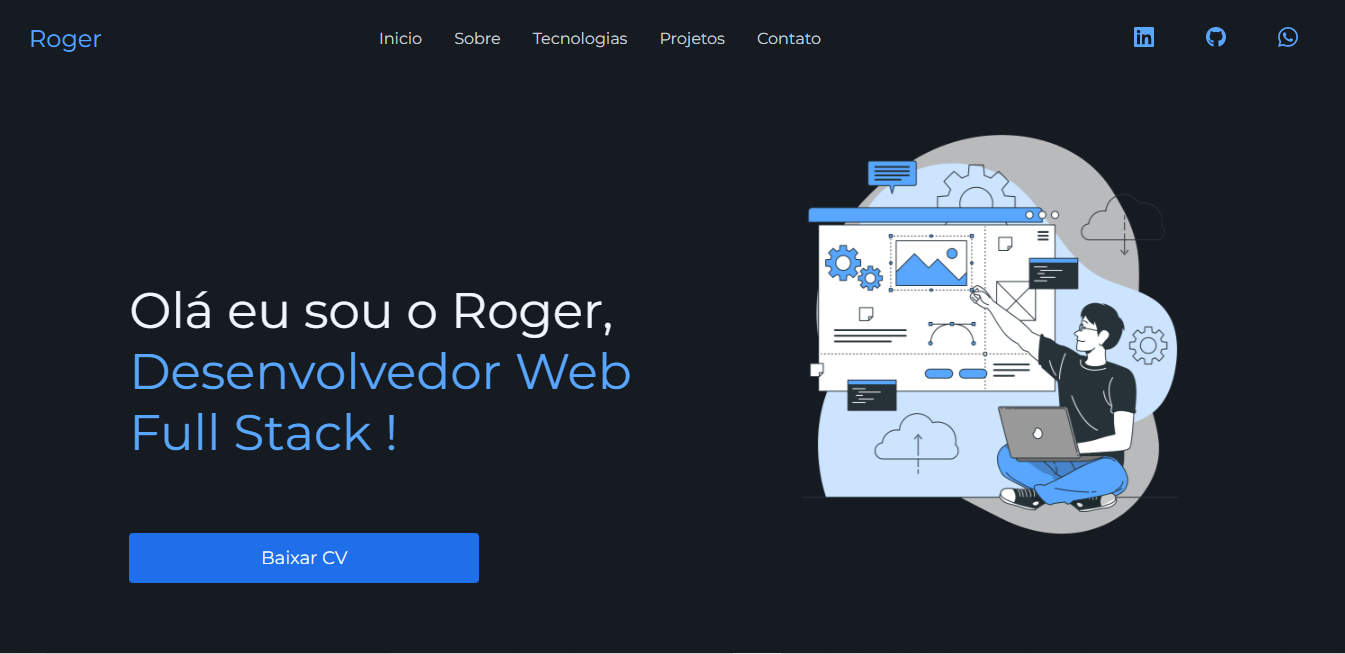 Roger
Inicio Sobre Tecnologias Projetos Contato
Olá eu sou o Roger,
Desenvolvedor Web
Full Stack !
Baixar CV